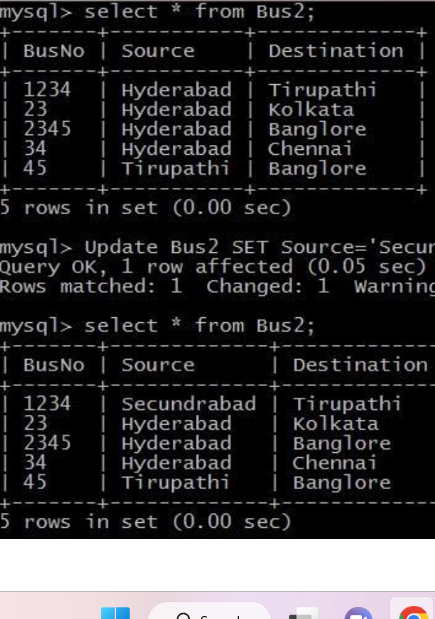 mysql> select * from Bus2;
+-------+-----------+-------------+
| BusNo | Source | Destination |
+-------+-----------+-------------+
| 1234 | Hyderabad | Tirupathi |
| 23 | Hyderabad | Kolkata |
| 2345 | Hyderabad | Banglore |
| 34 | Hyderabad | Chennai |
| 45 | Tirupathi | Banglore |
+-------+-----------+-------------+
5 rows in set (0.00 sec)
mysql> Update Bus2 SET Source='Secun
Query OK, 1 row affected (0.05 sec)
Rows matched: 1 Changed: 1 Warning
mysql> select * from Bus2;
+-------+-------------+------------
| BusNo | Source | Destination
+-------+-------------+------------
| 1234 | Secundrabad | Tirupathi
| 23 | Hyderabad | Kolkata
| 2345 | Hyderabad | Banglore
| 34 | Hyderabad | Chennai
| 45 | Tirupathi | Banglore
+-------+-------------+------------
5 rows in set (0.00 sec)